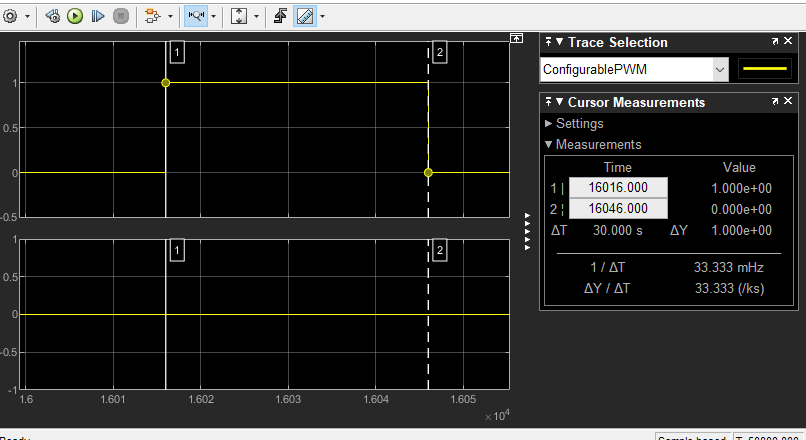 Trace Selection
ConfigurablePWM
Cursor Measurements
Settings
Measurements
Time Value
1 | 16016.000 1.000e+00
2 ¦ 16046.000 0.000e+00
ΔT 30.000 s ΔY 1.000e+00
1 / ΔT 33.333 mHz
ΔY / ΔT 33.333 (/ks)
1 2
1
0.5
0
-0.5
1 2
1
0.5
0
-0.5
-1
1.6 1.601 1.602 1.603 1.604 1.605
×10⁴
Ready
Sample based T=50000.000